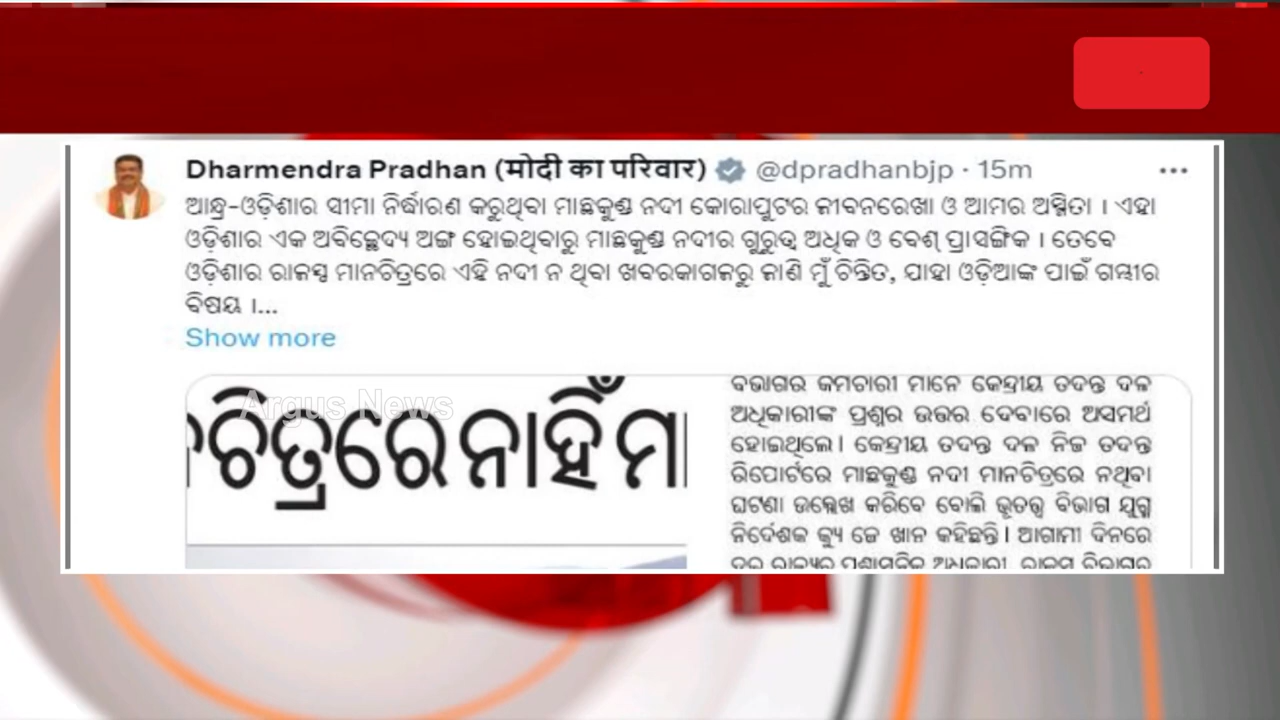 Dharmendra Pradhan (मोदी का परिवार) @dpradhanbjp · 15m
ଆନ୍ଧ୍ର-ଓଡ଼ିଶାର ସୀମା ନିର୍ଦ୍ଧାରଣ କରୁଥିବା ମାଛକୁଣ୍ଡ ନଦୀ କୋରାପୁଟର ଜୀବନରେଖା ଓ ଆମର ଅସ୍ମିତା । ଏହା
ଓଡ଼ିଶାର ଏକ ଅବିଚ୍ଛେଦ୍ୟ ଅଙ୍ଗ ହୋଇଥିବାରୁ ମାଛକୁଣ୍ଡ ନଦୀର ଗୁରୁତ୍ୱ ଅଧିକ ଓ ବେଶ୍ ପ୍ରାସଙ୍ଗିକ । ତେବେ
ଓଡ଼ିଶାର ରାଜସ୍ୱ ମାନଚିତ୍ରରେ ଏହି ନଦୀ ନ ଥିବା ଖବରକାଗଜରୁ ଜାଣି ମୁଁ ଚିନ୍ତିତ, ଯାହା ଓଡ଼ିଆଙ୍କ ପାଇଁ ଗମ୍ଭୀର
ବିଷୟ ।...
Show more
Argus News
ଚିତ୍ରରେ ନାହିଁ ମା
ବିଭାଗର କର୍ମଚାରୀ ମାନେ କେନ୍ଦ୍ରୀୟ ତଦନ୍ତ ଦଳ
ଅଧିକାରୀଙ୍କ ପ୍ରଶ୍ନର ଉତ୍ତର ଦେବାରେ ଅସମର୍ଥ
ହୋଇଥିଲେ। କେନ୍ଦ୍ରୀୟ ତଦନ୍ତ ଦଳ ନିଜ ତଦନ୍ତ
ରିପୋର୍ଟରେ ମାଛକୁଣ୍ଡ ନଦୀ ମାନଚିତ୍ରରେ ନଥିବା
ଘଟଣା ଉଲ୍ଲେଖ କରିବେ ବୋଲି ଭୂତତ୍ତ୍ୱ ବିଭାଗ ଯୁଗ୍ମ
ନିର୍ଦେଶକ କ୍ୟୁ ଜେ ଖାନ କହିଛନ୍ତି। ଆଗାମୀ ଦିନରେ